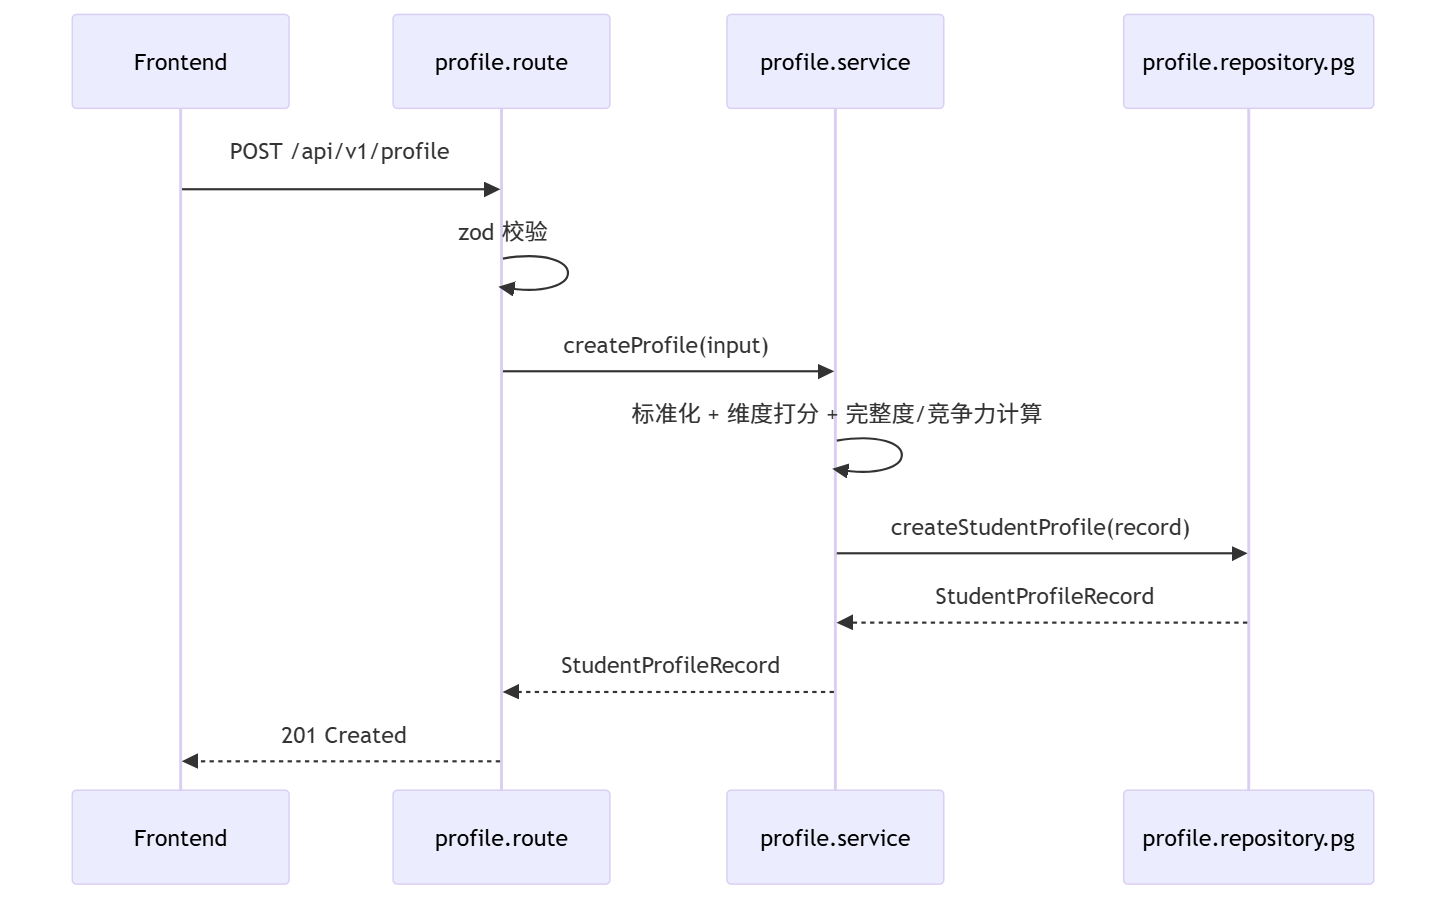 Frontend
profile.route
profile.service
profile.repository.pg
POST /api/v1/profile
zod 校验
createProfile(input)
标准化 + 维度打分 + 完整度/竞争力计算
createStudentProfile(record)
StudentProfileRecord
StudentProfileRecord
201 Created
Frontend
profile.route
profile.service
profile.repository.pg